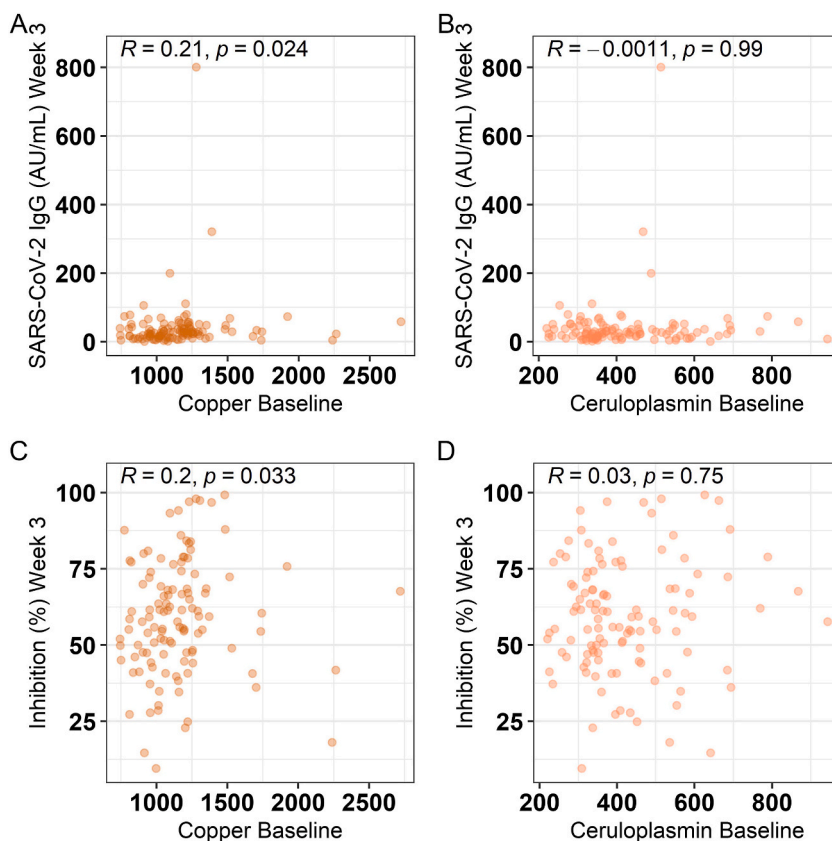 A
R = 0.21, p = 0.024
SARS-CoV-2 IgG (AU/mL) Week 3
800
600
400
200
0
1000 1500 2000 2500
Copper Baseline
B
R = −0.0011, p = 0.99
SARS-CoV-2 IgG (AU/mL) Week 3
800
600
400
200
0
200 400 600 800
Ceruloplasmin Baseline
C
R = 0.2, p = 0.033
Inhibition (%) Week 3
100
75
50
25
1000 1500 2000 2500
Copper Baseline
D
R = 0.03, p = 0.75
Inhibition (%) Week 3
100
75
50
25
200 400 600 800
Ceruloplasmin Baseline